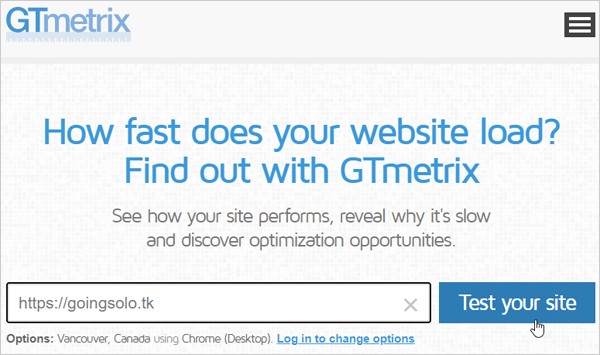 GTmetrix
How fast does your website load?
Find out with GTmetrix
See how your site performs, reveal why it's slow
and discover optimization opportunities.
https://goingsolo.tk
Test your site
Options: Vancouver, Canada using Chrome (Desktop). Log in to change options